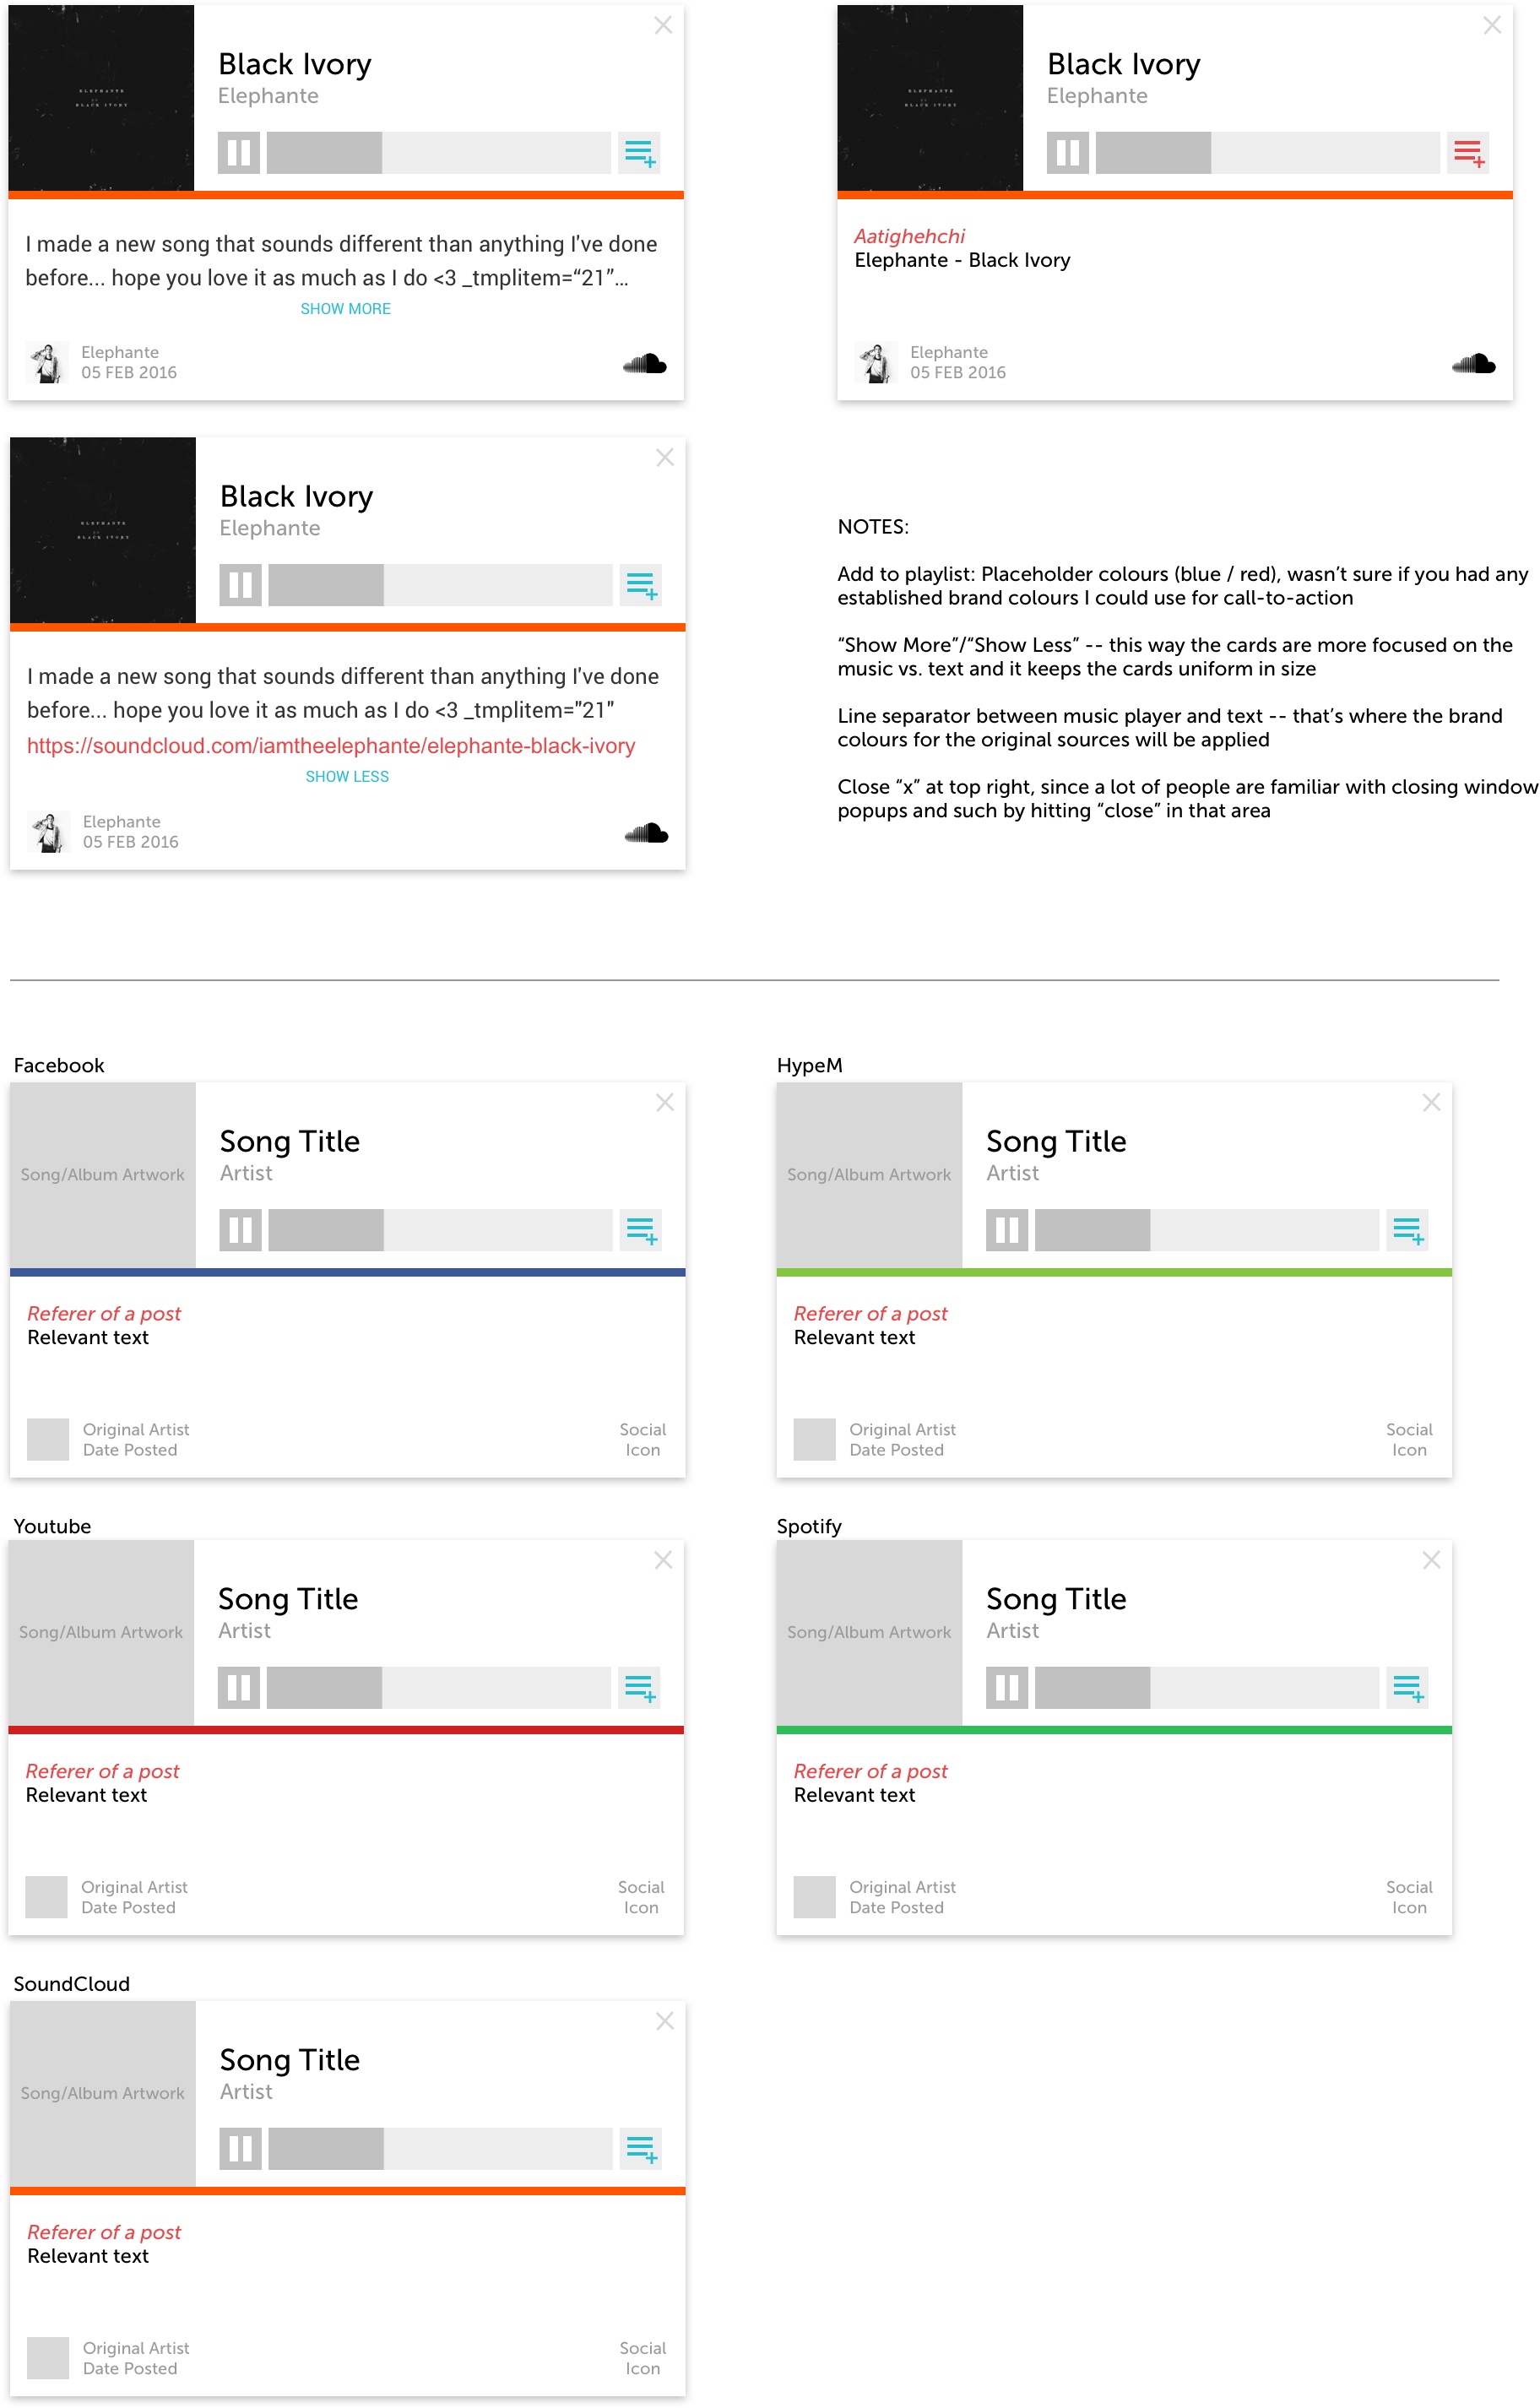 ELEPHANTE
BLACK IVORY
Black Ivory
Elephante
I made a new song that sounds different than anything I've done
before... hope you love it as much as I do <3 _tmplitem=“21”...
SHOW MORE
Elephante
05 FEB 2016
ELEPHANTE
BLACK IVORY
Black Ivory
Elephante
Aatighehchi
Elephante - Black Ivory
Elephante
05 FEB 2016
ELEPHANTE
BLACK IVORY
Black Ivory
Elephante
I made a new song that sounds different than anything I've done
before... hope you love it as much as I do <3 _tmplitem="21"
https://soundcloud.com/iamtheelephante/elephante-black-ivory
SHOW LESS
Elephante
05 FEB 2016
NOTES:
Add to playlist: Placeholder colours (blue / red), wasn’t sure if you had any
established brand colours I could use for call-to-action
“Show More”/“Show Less” -- this way the cards are more focused on the
music vs. text and it keeps the cards uniform in size
Line separator between music player and text -- that’s where the brand
colours for the original sources will be applied
Close “x” at top right, since a lot of people are familiar with closing window
popups and such by hitting “close” in that area
Facebook
Song/Album Artwork
Song Title
Artist
Referer of a post
Relevant text
Original Artist
Date Posted
Social
Icon
HypeM
Song/Album Artwork
Song Title
Artist
Referer of a post
Relevant text
Original Artist
Date Posted
Social
Icon
Youtube
Song/Album Artwork
Song Title
Artist
Referer of a post
Relevant text
Original Artist
Date Posted
Social
Icon
Spotify
Song/Album Artwork
Song Title
Artist
Referer of a post
Relevant text
Original Artist
Date Posted
Social
Icon
SoundCloud
Song/Album Artwork
Song Title
Artist
Referer of a post
Relevant text
Original Artist
Date Posted
Social
Icon